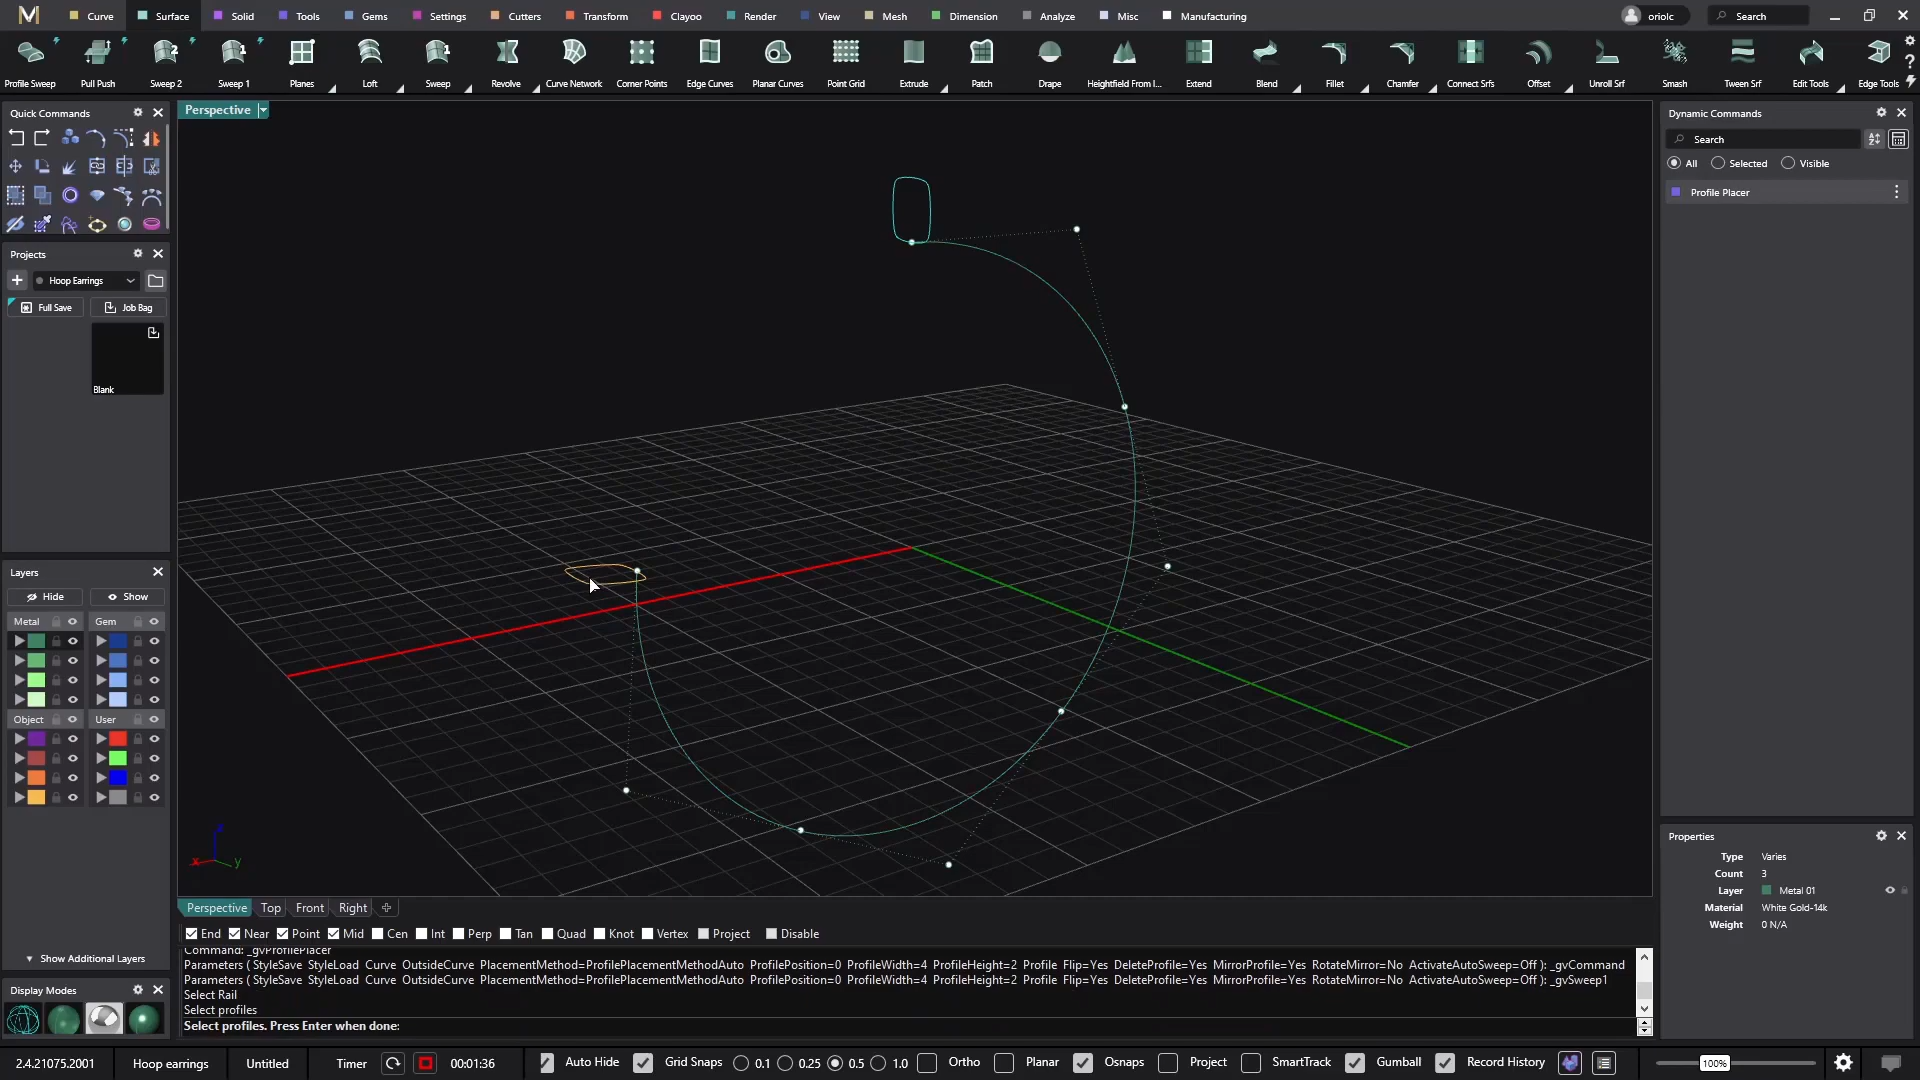 Curve Surface Solid Tools Gems Settings Cutters Transform Clayoo Render View Mesh Dimension Analyze Misc Manufacturing oriolc Search
2 1 1
Profile Sweep Pull Push Sweep 2 Sweep 1 Planes Loft Sweep Revolve Curve Network Corner Points Edge Curves Planar Curves Point Grid Extrude Patch Drape Heightfield From I... Extend Blend Fillet Chamfer Connect Srfs Offset Unroll Srf Smash Tween Srf Edit Tools Edge Tools
Quick Commands
Perspective
Dynamic Commands
Search
All Selected Visible
Profile Placer
Projects
Hoop Earrings
Full Save Job Bag
Blank
Layers
Hide Show
Metal Gem
Object User
Show Additional Layers
x y
Properties
Type Varies
Count 3
Layer Metal 01
Material White Gold-14k
Weight 0 N/A
Perspective Top Front Right
End Near Point Mid Cen Int Perp Tan Quad Knot Vertex Project Disable
Command: _gvProfilePlacer
Parameters ( StyleSave StyleLoad Curve OutsideCurve PlacementMethod=ProfilePlacementMethodAuto ProfilePosition=0 ProfileWidth=4 ProfileHeight=2 Profile Flip=Yes DeleteProfile=Yes MirrorProfile=Yes RotateMirror=No ActivateAutoSweep=Off ): _gvCommand
Parameters ( StyleSave StyleLoad Curve OutsideCurve PlacementMethod=ProfilePlacementMethodAuto ProfilePosition=0 ProfileWidth=4 ProfileHeight=2 Profile Flip=Yes DeleteProfile=Yes MirrorProfile=Yes RotateMirror=No ActivateAutoSweep=Off ): _gvSweep1
Select Rail
Select profiles
Select profiles. Press Enter when done:
Display Modes
2.4.21075.2001 Hoop earrings Untitled Timer 00:01:36 Auto Hide Grid Snaps 0.1 0.25 0.5 1.0 Ortho Planar Osnaps Project SmartTrack Gumball Record History 100%